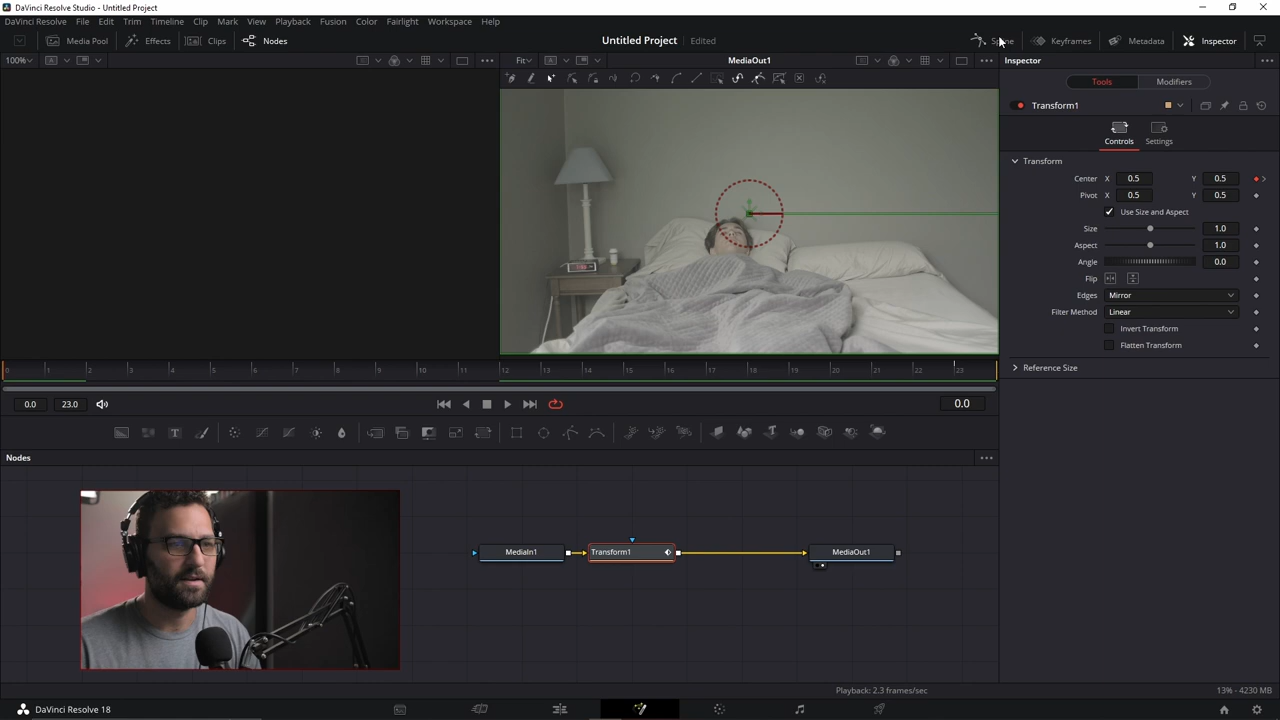 DaVinci Resolve Studio - Untitled Project
DaVinci Resolve File Edit Trim Timeline Clip Mark View Playback Fusion Color Fairlight Workspace Help
Media Pool Effects Clips Nodes Untitled Project Edited Spline Keyframes Metadata Inspector
100% Fit MediaOut1 Inspector
Tools Modifiers
Transform1
Controls Settings
Transform
Center X 0.5 Y 0.5
Pivot X 0.5 Y 0.5
Use Size and Aspect
Size 1.0
Aspect 1.0
Angle 0.0
Flip
Edges Mirror
Filter Method Linear
Invert Transform
Flatten Transform
Reference Size
0 1 2 3 4 5 6 7 8 9 10 11 12 13 14 15 16 17 18 19 20 21 22 23
0.0 23.0 0.0
Nodes
MediaIn1 Transform1 MediaOut1
Playback: 2.3 frames/sec 13% - 4230 MB
DaVinci Resolve 18